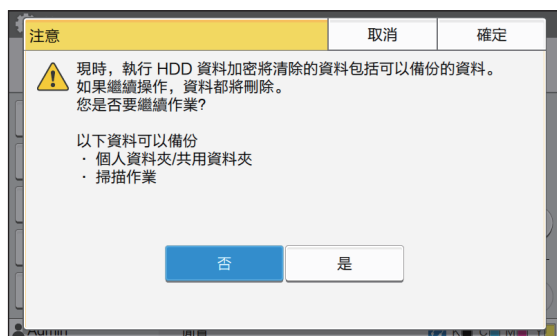 注意
取消
確定
現時，執行 HDD 資料加密將清除的資料包括可以備份的資料。
如果繼續操作，資料都將刪除。
您是否要繼續作業?
以下資料可以備份
· 個人資料夾/共用資料夾
· 掃描作業
否
是
Admin